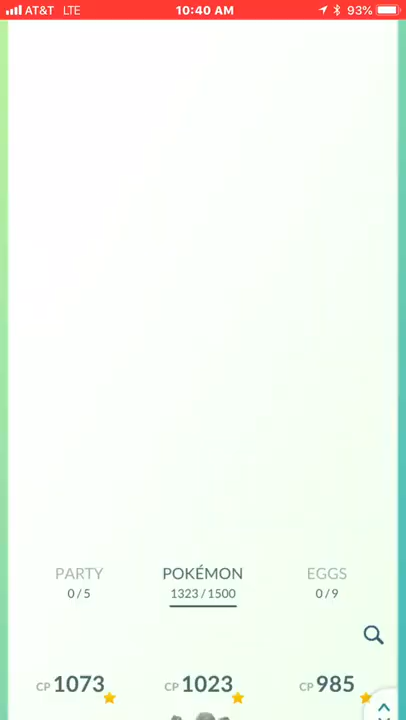 AT&T LTE 10:40 AM 93%
PARTY POKÉMON EGGS
0 / 5 1323 / 1500 0 / 9
CP 1073 CP 1023 CP 985